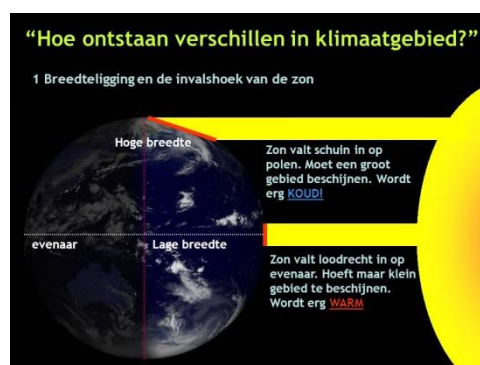 “Hoe ontstaan verschillen in klimaatgebied?”
1 Breedteligging en de invalshoek van de zon
Hoge breedte
Zon valt schuin in op
polen. Moet een groot
gebied beschijnen. Wordt
erg KOUD!
evenaar
Lage breedte
Zon valt loodrecht in op
evenaar. Hoeft maar klein
gebied te beschijnen.
Wordt erg WARM